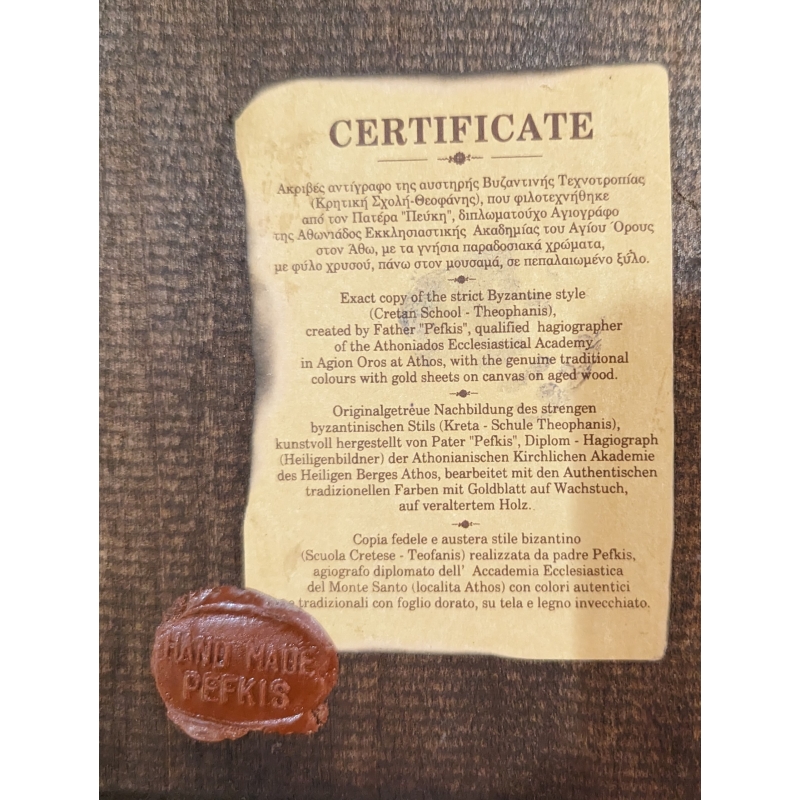 CERTIFICATE
Ακριβές αντίγραφο της αυστηρής Βυζαντινής Τεχνοτροπίας
(Κρητική Σχολή-Θεοφάνης), που φιλοτεχνήθηκε
από τον Πατέρα "Πεύκη", διπλωματούχο Αγιογράφο
της Αθωνιάδος Εκκλησιαστικής Ακαδημίας του Αγίου Όρους
στον Άθω, με τα γνήσια παραδοσιακά χρώματα,
με φύλο χρυσού, πάνω στον μουσαμά, σε πεπαλαιωμένο ξύλο.
Exact copy of the strict Byzantine style
(Cretan School - Theophanis),
created by Father "Pefkis", qualified hagiographer
of the Athoniados Ecclesiastical Academy
in Agion Oros at Athos, with the genuine traditional
colours with gold sheets on canvas on aged wood.
Originalgetreue Nachbildung des strengen
byzantinischen Stils (Kreta - Schule Theophanis),
kunstvoll hergestellt von Pater "Pefkis", Diplom - Hagiograph
(Heiligenbildner) der Athonianischen Kirchlichen Akademie
des Heiligen Berges Athos, bearbeitet mit den Authentischen
tradizionellen Farben mit Goldblatt auf Wachstuch,
auf veraltertem Holz.
Copia fedele e austera stile bizantino
(Scuola Cretese - Teofanis) realizzata da padre Pefkis,
agiografo diplomato dell' Accademia Ecclesiastica
del Monte Santo (localita Athos) con colori autentici
tradizionali con foglio dorato, su tela e legno invecchiato.
HAND MADE
PEFKIS